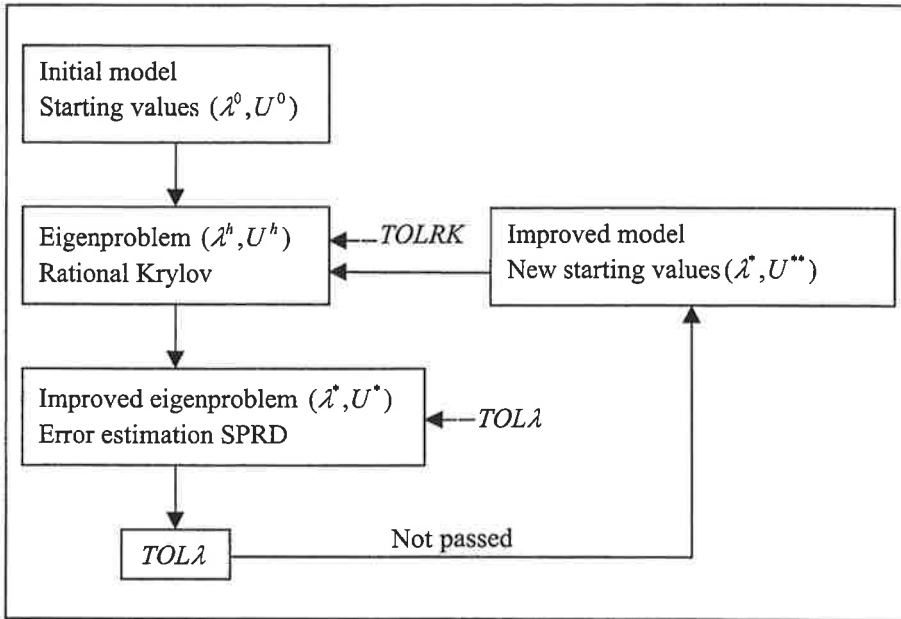 Initial model
Starting values (λ⁰,U⁰)
Eigenproblem (λʰ,Uʰ)
Rational Krylov
TOLRK
Improved model
New starting values(λ*,U**)
Improved eigenproblem (λ*,U*)
Error estimation SPRD
TOLλ
TOLλ
Not passed